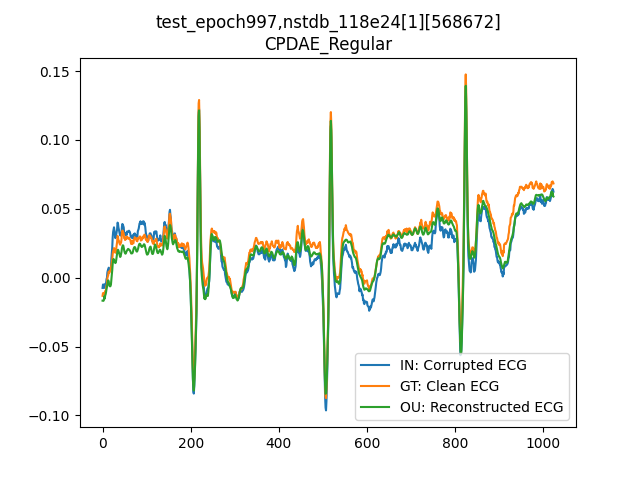 test_epoch997,nstdb_118e24[1][568672]
CPDAE_Regular
0.15
0.10
0.05
0.00
−0.05
−0.10
IN: Corrupted ECG
GT: Clean ECG
OU: Reconstructed ECG
0 200 400 600 800 1000